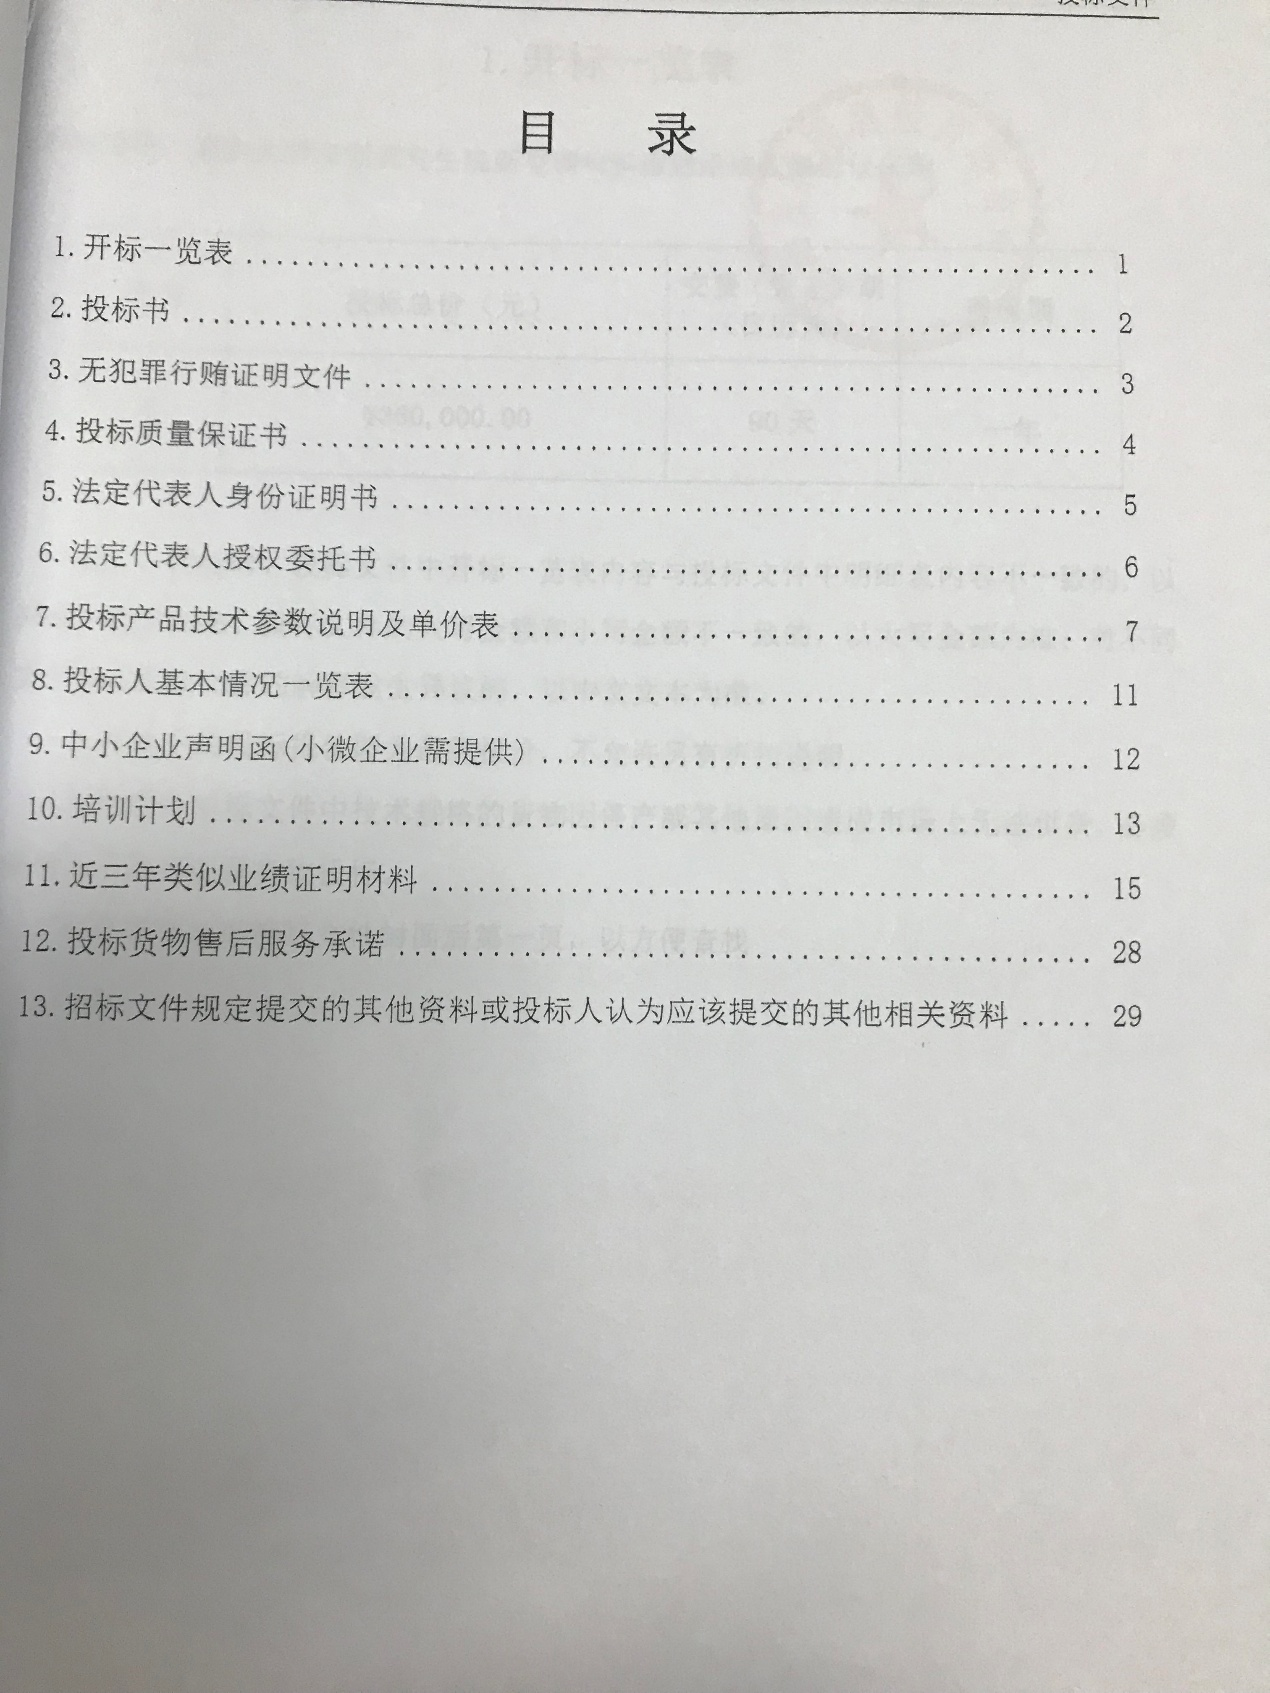 投标文件
目 录
1.开标一览表 1
2.投标书 2
3.无犯罪行贿证明文件 3
4.投标质量保证书 4
5.法定代表人身份证明书 5
6.法定代表人授权委托书 6
7.投标产品技术参数说明及单价表 7
8.投标人基本情况一览表 11
9.中小企业声明函(小微企业需提供) 12
10.培训计划 13
11.近三年类似业绩证明材料 15
12.投标货物售后服务承诺 28
13.招标文件规定提交的其他资料或投标人认为应该提交的其他相关资料 29